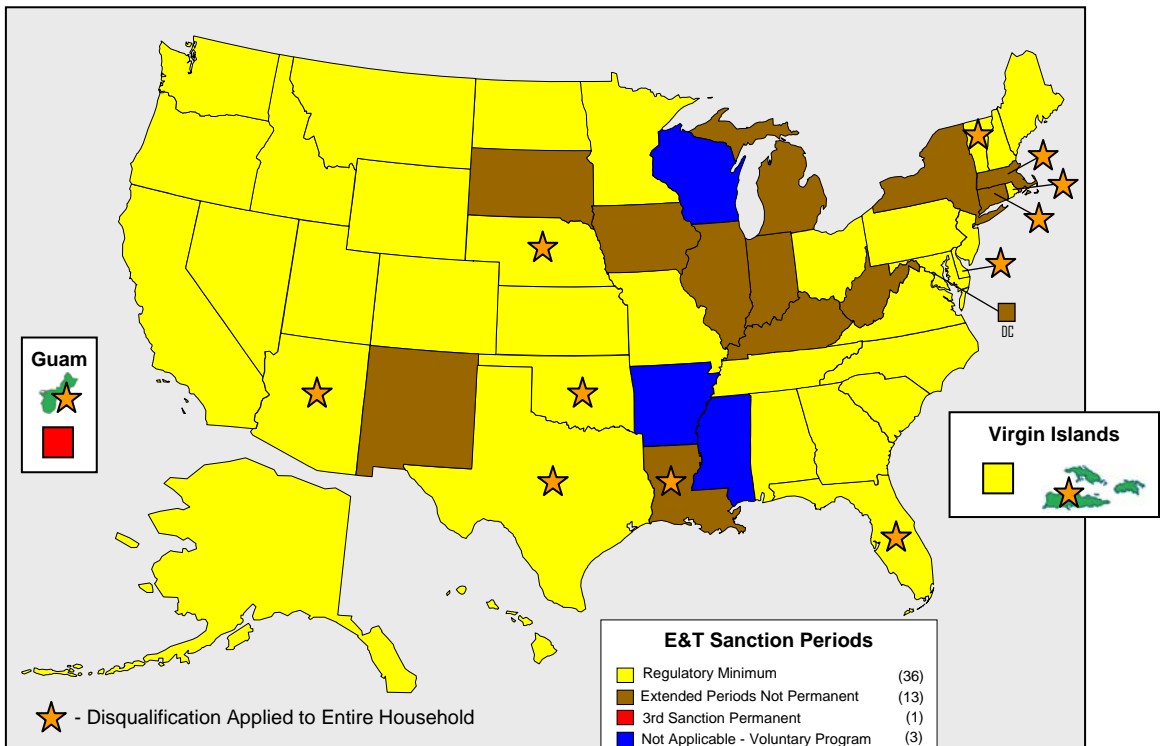 Guam
DC
Virgin Islands
E&T Sanction Periods
Regulatory Minimum (36)
Extended Periods Not Permanent (13)
3rd Sanction Permanent (1)
Not Applicable - Voluntary Program (3)
- Disqualification Applied to Entire Household